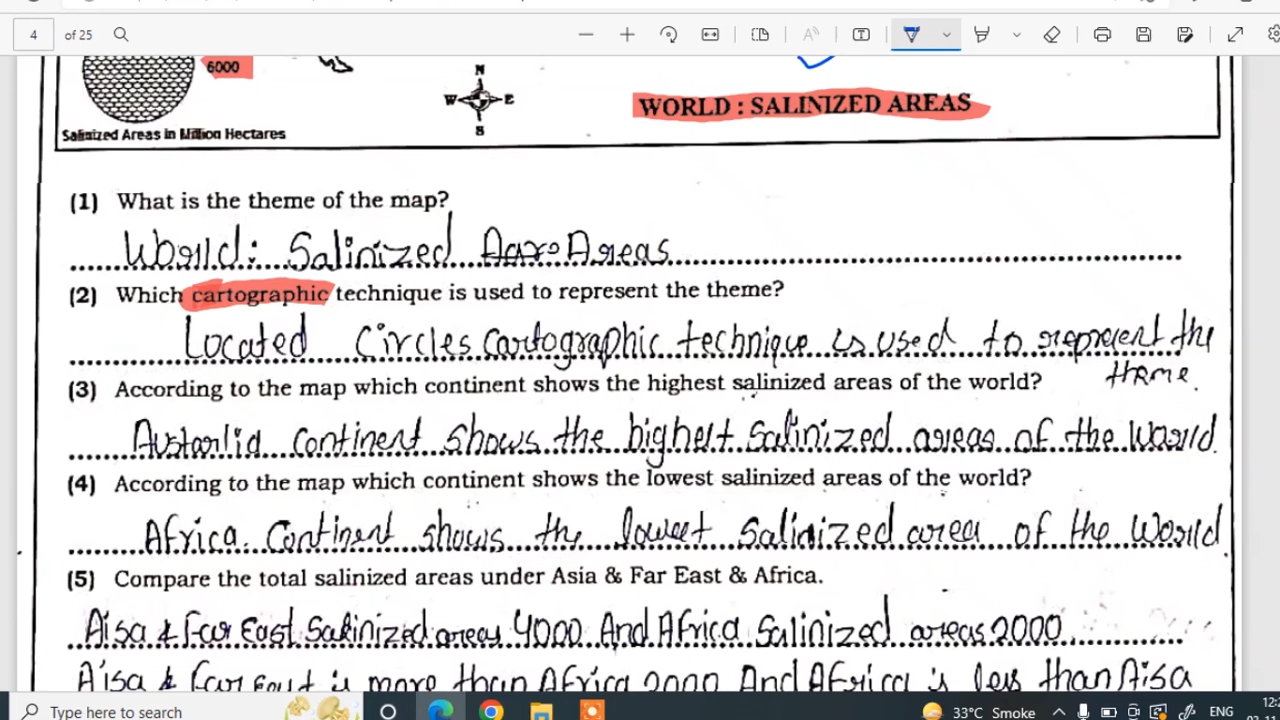 4 of 25
6000
N
W E
S
WORLD : SALINIZED AREAS
Salinized Areas in Million Hectares
(1) What is the theme of the map?
World: Salinized Areas
(2) Which cartographic technique is used to represent the theme?
Located Circles Cartographic technique is used to represent the
theme.
(3) According to the map which continent shows the highest salinized areas of the world?
Austarlia continent shows the highest salinized areas of the World.
(4) According to the map which continent shows the lowest salinized areas of the world?
Africa. Continent shows the lowest Salinized area of the World
(5) Compare the total salinized areas under Asia & Far East & Africa.
Aisa & Far East Salinized areas 4000 And Africa Salinized areas 2000
Aisa & Far East is more than Africa 2000 And Africa is less than Aisa
Type here to search
33°C Smoke
ENG